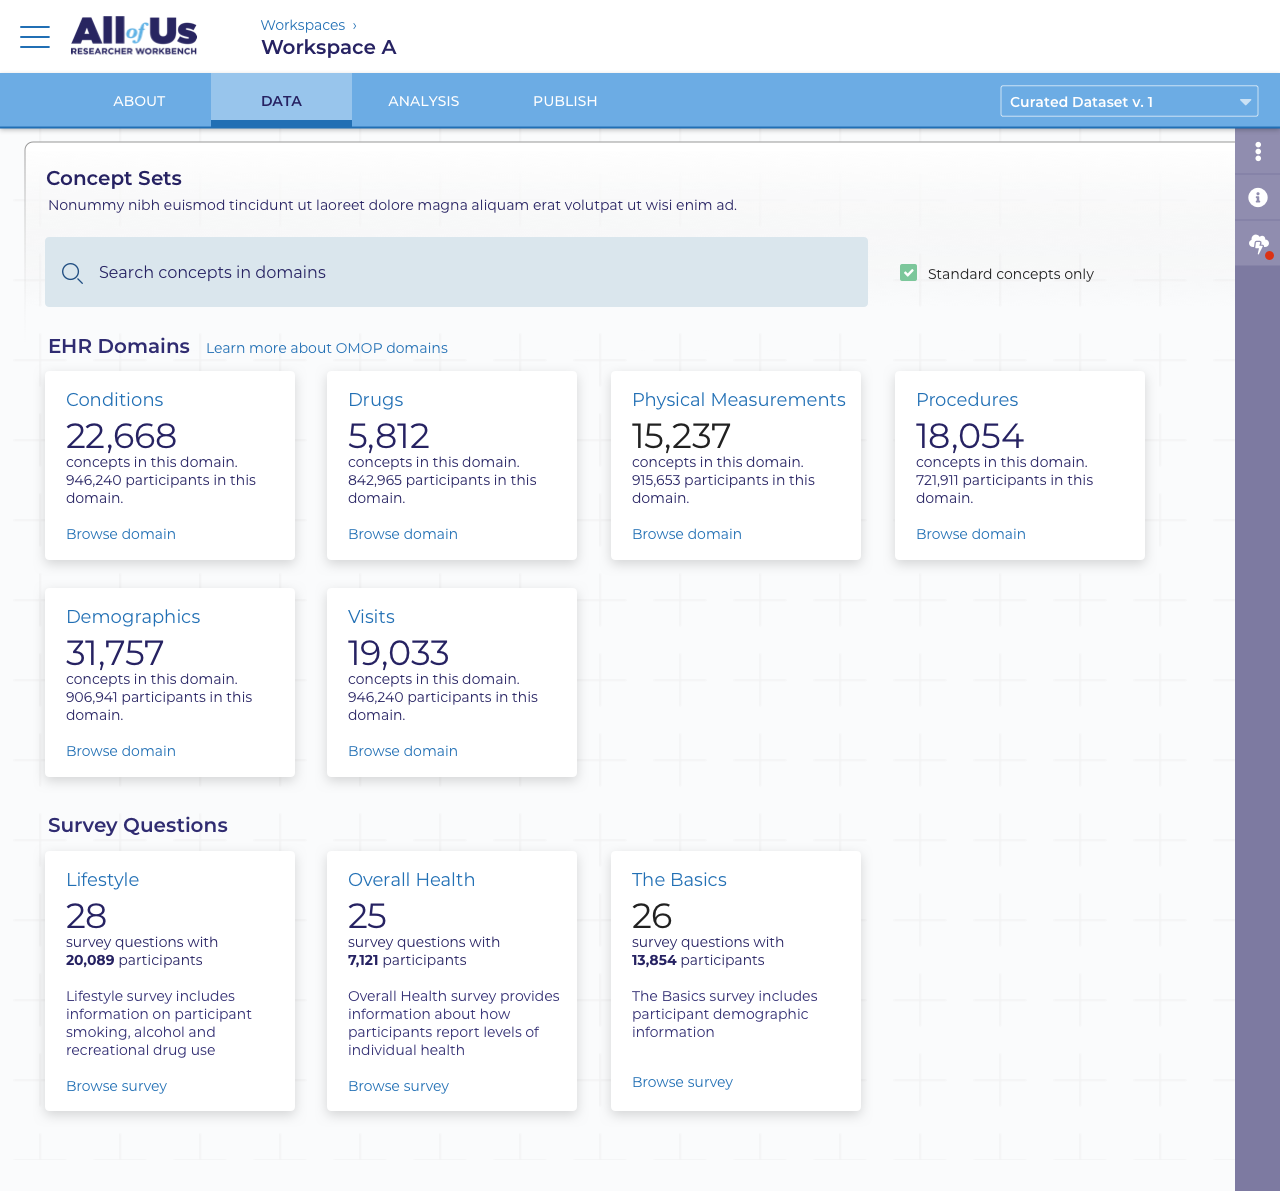 All of Us
RESEARCHER WORKBENCH
Workspaces ›
Workspace A
ABOUT
DATA
ANALYSIS
PUBLISH
Curated Dataset v. 1
Concept Sets
Nonummy nibh euismod tincidunt ut laoreet dolore magna aliquam erat volutpat ut wisi enim ad.
Search concepts in domains
Standard concepts only
EHR Domains
Learn more about OMOP domains
Conditions
22,668
concepts in this domain.
946,240 participants in this
domain.
Browse domain
Drugs
5,812
concepts in this domain.
842,965 participants in this
domain.
Browse domain
Physical Measurements
15,237
concepts in this domain.
915,653 participants in this
domain.
Browse domain
Procedures
18,054
concepts in this domain.
721,911 participants in this
domain.
Browse domain
Demographics
31,757
concepts in this domain.
906,941 participants in this
domain.
Browse domain
Visits
19,033
concepts in this domain.
946,240 participants in this
domain.
Browse domain
Survey Questions
Lifestyle
28
survey questions with
20,089 participants
Lifestyle survey includes
information on participant
smoking, alcohol and
recreational drug use
Browse survey
Overall Health
25
survey questions with
7,121 participants
Overall Health survey provides
information about how
participants report levels of
individual health
Browse survey
The Basics
26
survey questions with
13,854 participants
The Basics survey includes
participant demographic
information
Browse survey